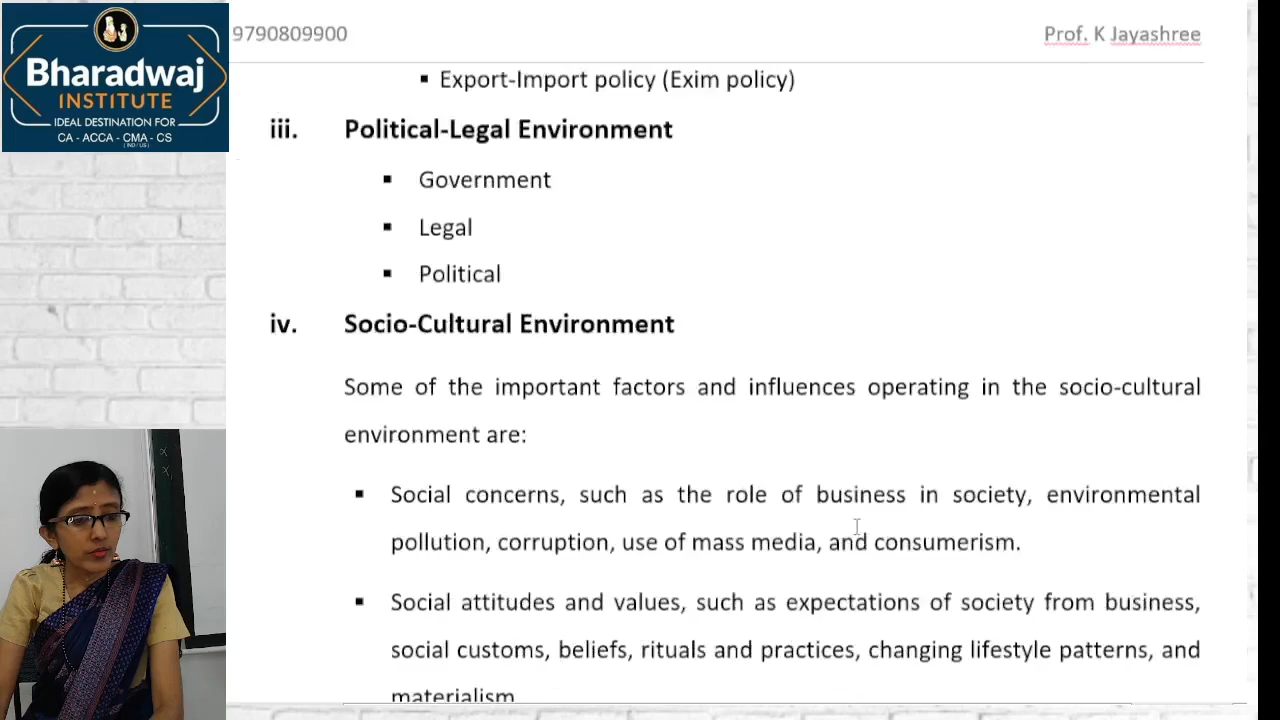 Bharadwaj
INSTITUTE
IDEAL DESTINATION FOR
CA - ACCA - CMA - CS
(IND/US)
9790809900
Prof. K Jayashree
▪ Export-Import policy (Exim policy)
iii. Political-Legal Environment
▪ Government
▪ Legal
▪ Political
iv. Socio-Cultural Environment
Some of the important factors and influences operating in the socio-cultural
environment are:
▪ Social concerns, such as the role of business in society, environmental
pollution, corruption, use of mass media, and consumerism.
▪ Social attitudes and values, such as expectations of society from business,
social customs, beliefs, rituals and practices, changing lifestyle patterns, and
materialism